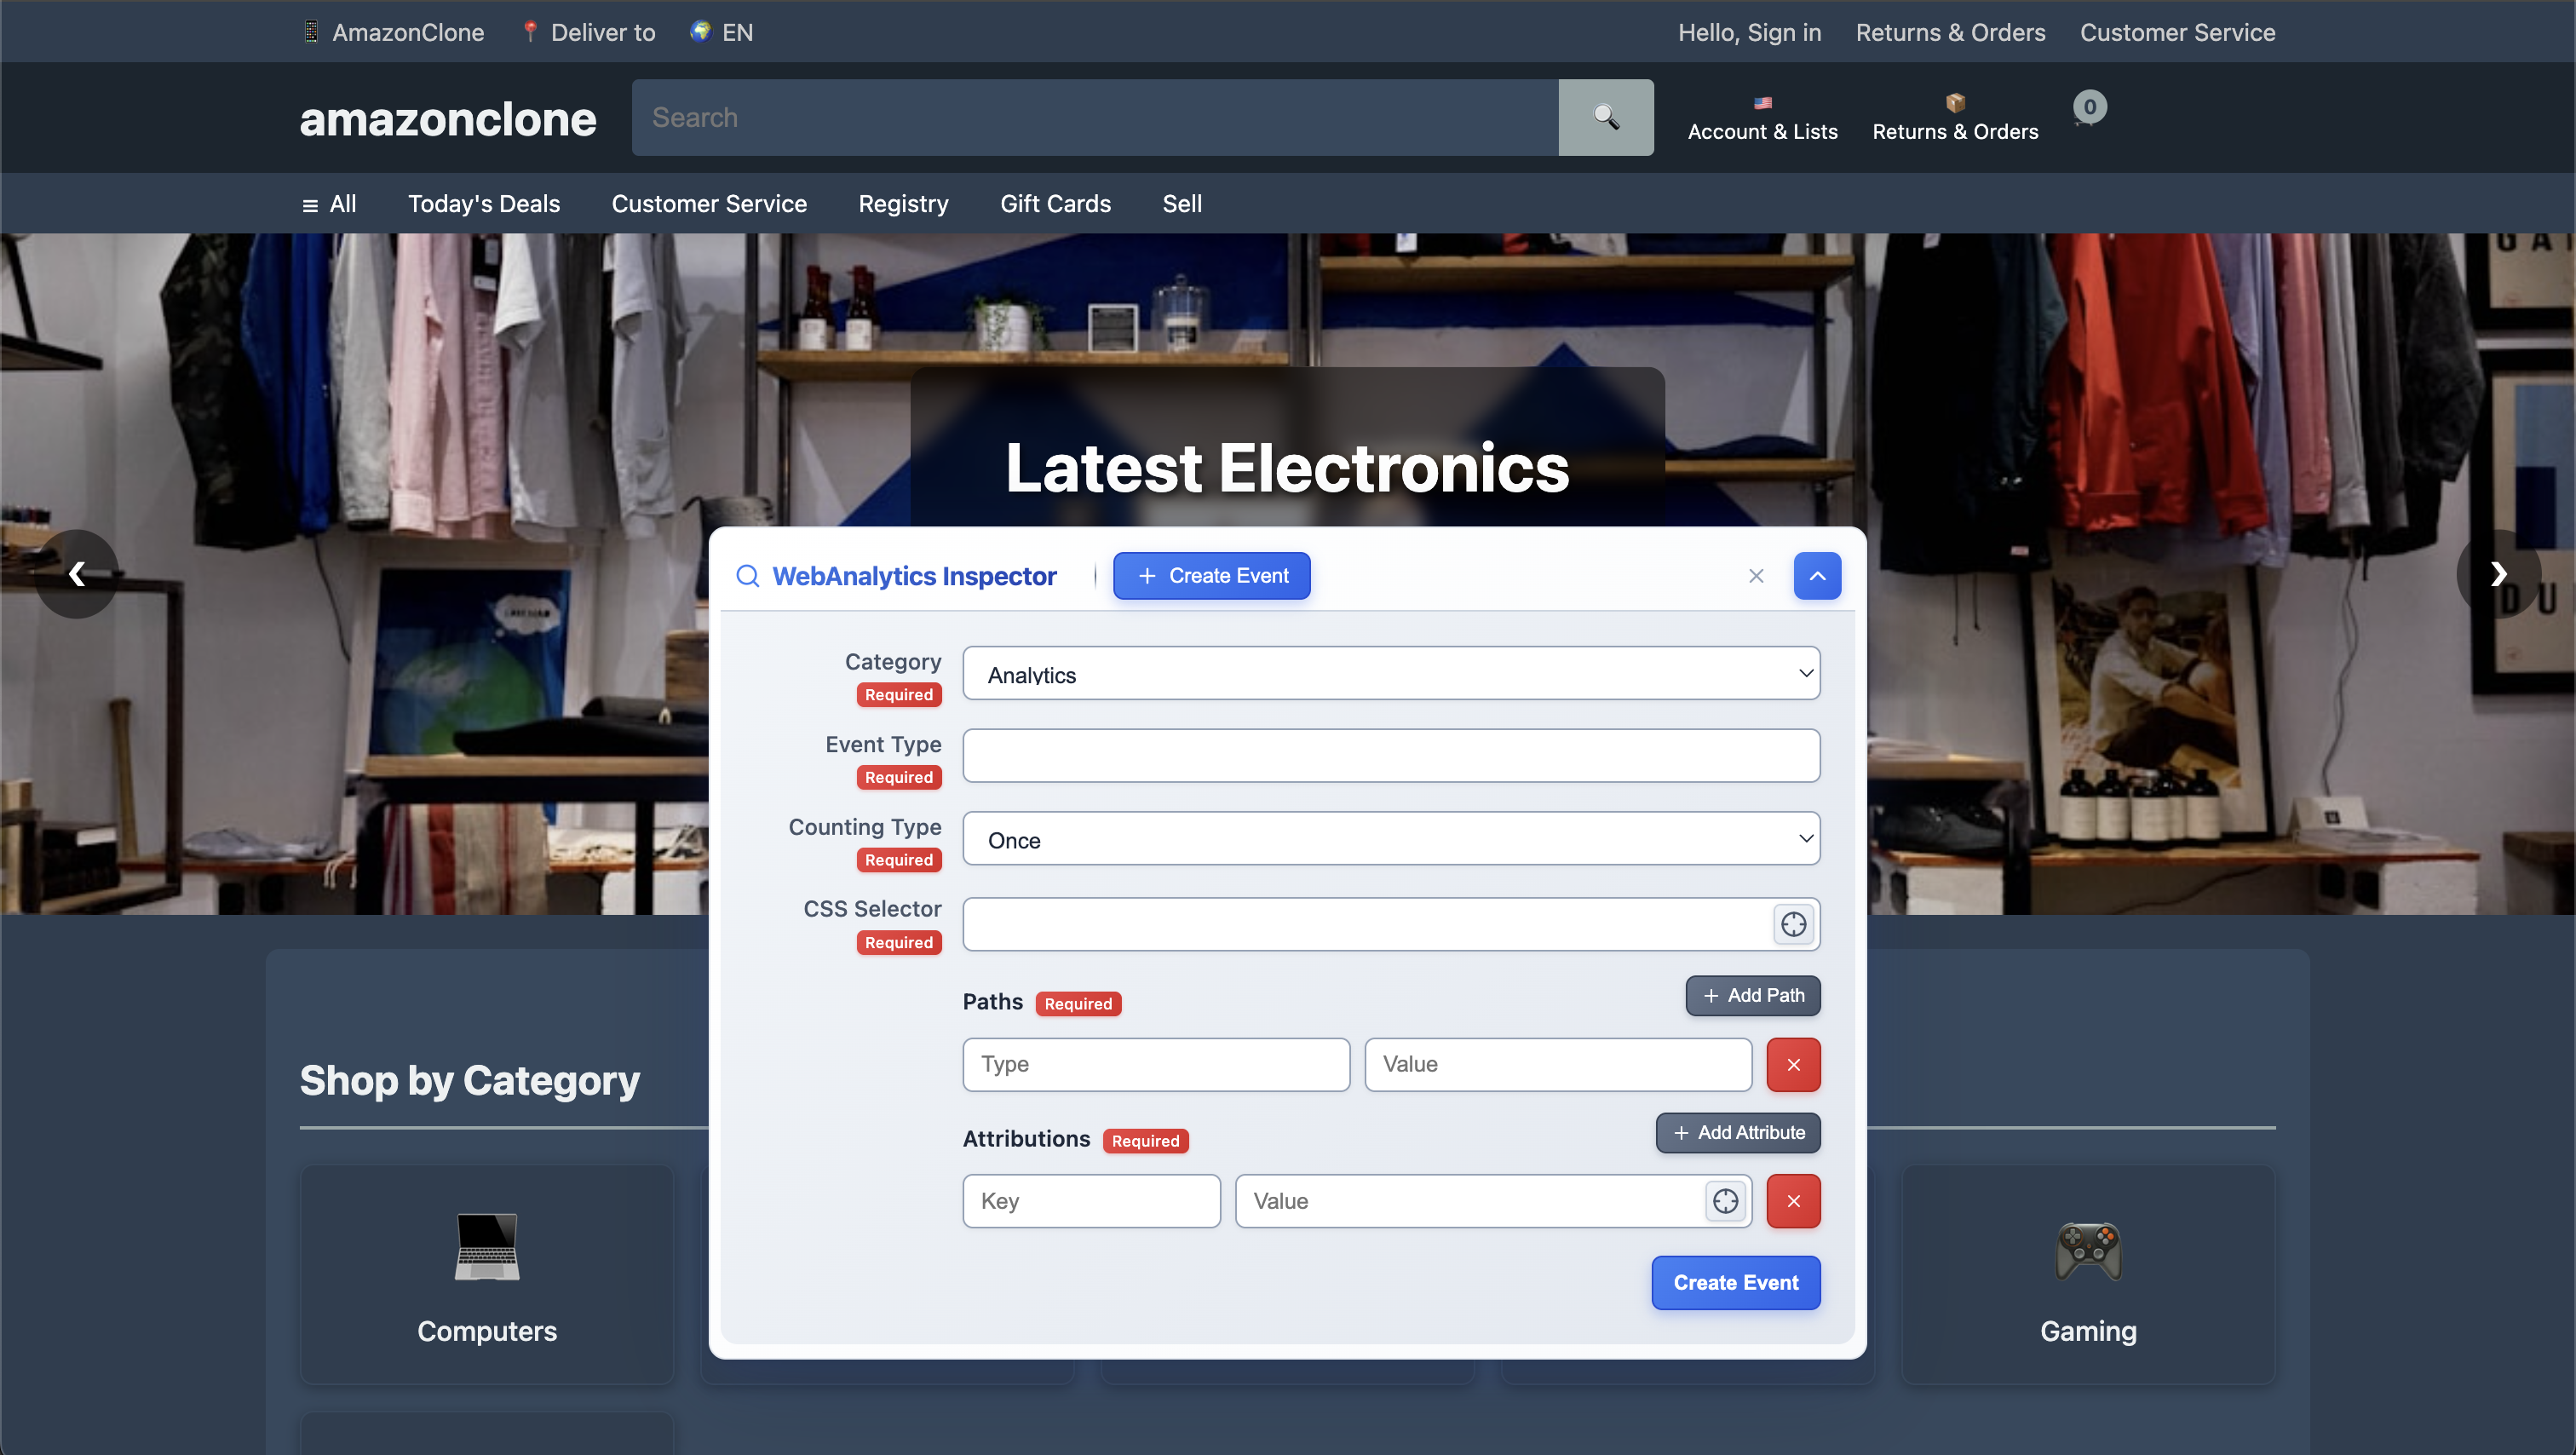 AmazonClone
Deliver to
EN
Hello, Sign in
Returns & Orders
Customer Service
amazonclone
Search
Account & Lists
Returns & Orders
0
All
Today's Deals
Customer Service
Registry
Gift Cards
Sell
Latest Electronics
WebAnalytics Inspector
+ Create Event
Category
Required
Analytics
Event Type
Required
Counting Type
Required
Once
CSS Selector
Required
Paths
Required
+ Add Path
Type
Value
Attributions
Required
+ Add Attribute
Key
Value
Create Event
Shop by Category
Computers
Gaming